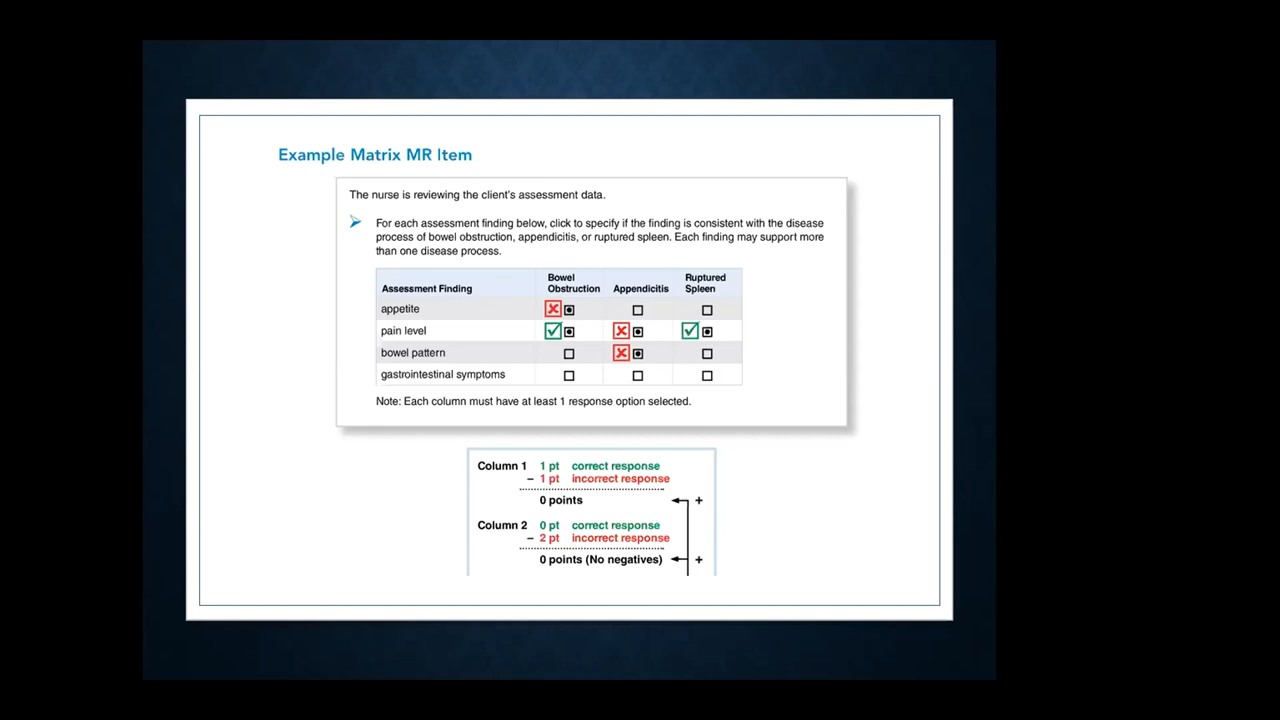 Example Matrix MR Item
The nurse is reviewing the client's assessment data.
For each assessment finding below, click to specify if the finding is consistent with the disease
process of bowel obstruction, appendicitis, or ruptured spleen. Each finding may support more
than one disease process.
Assessment Finding Bowel Obstruction Appendicitis Ruptured Spleen
appetite
pain level
bowel pattern
gastrointestinal symptoms
Note: Each column must have at least 1 response option selected.
Column 1 1 pt correct response
– 1 pt incorrect response
0 points +
Column 2 0 pt correct response
– 2 pt incorrect response
0 points (No negatives) +